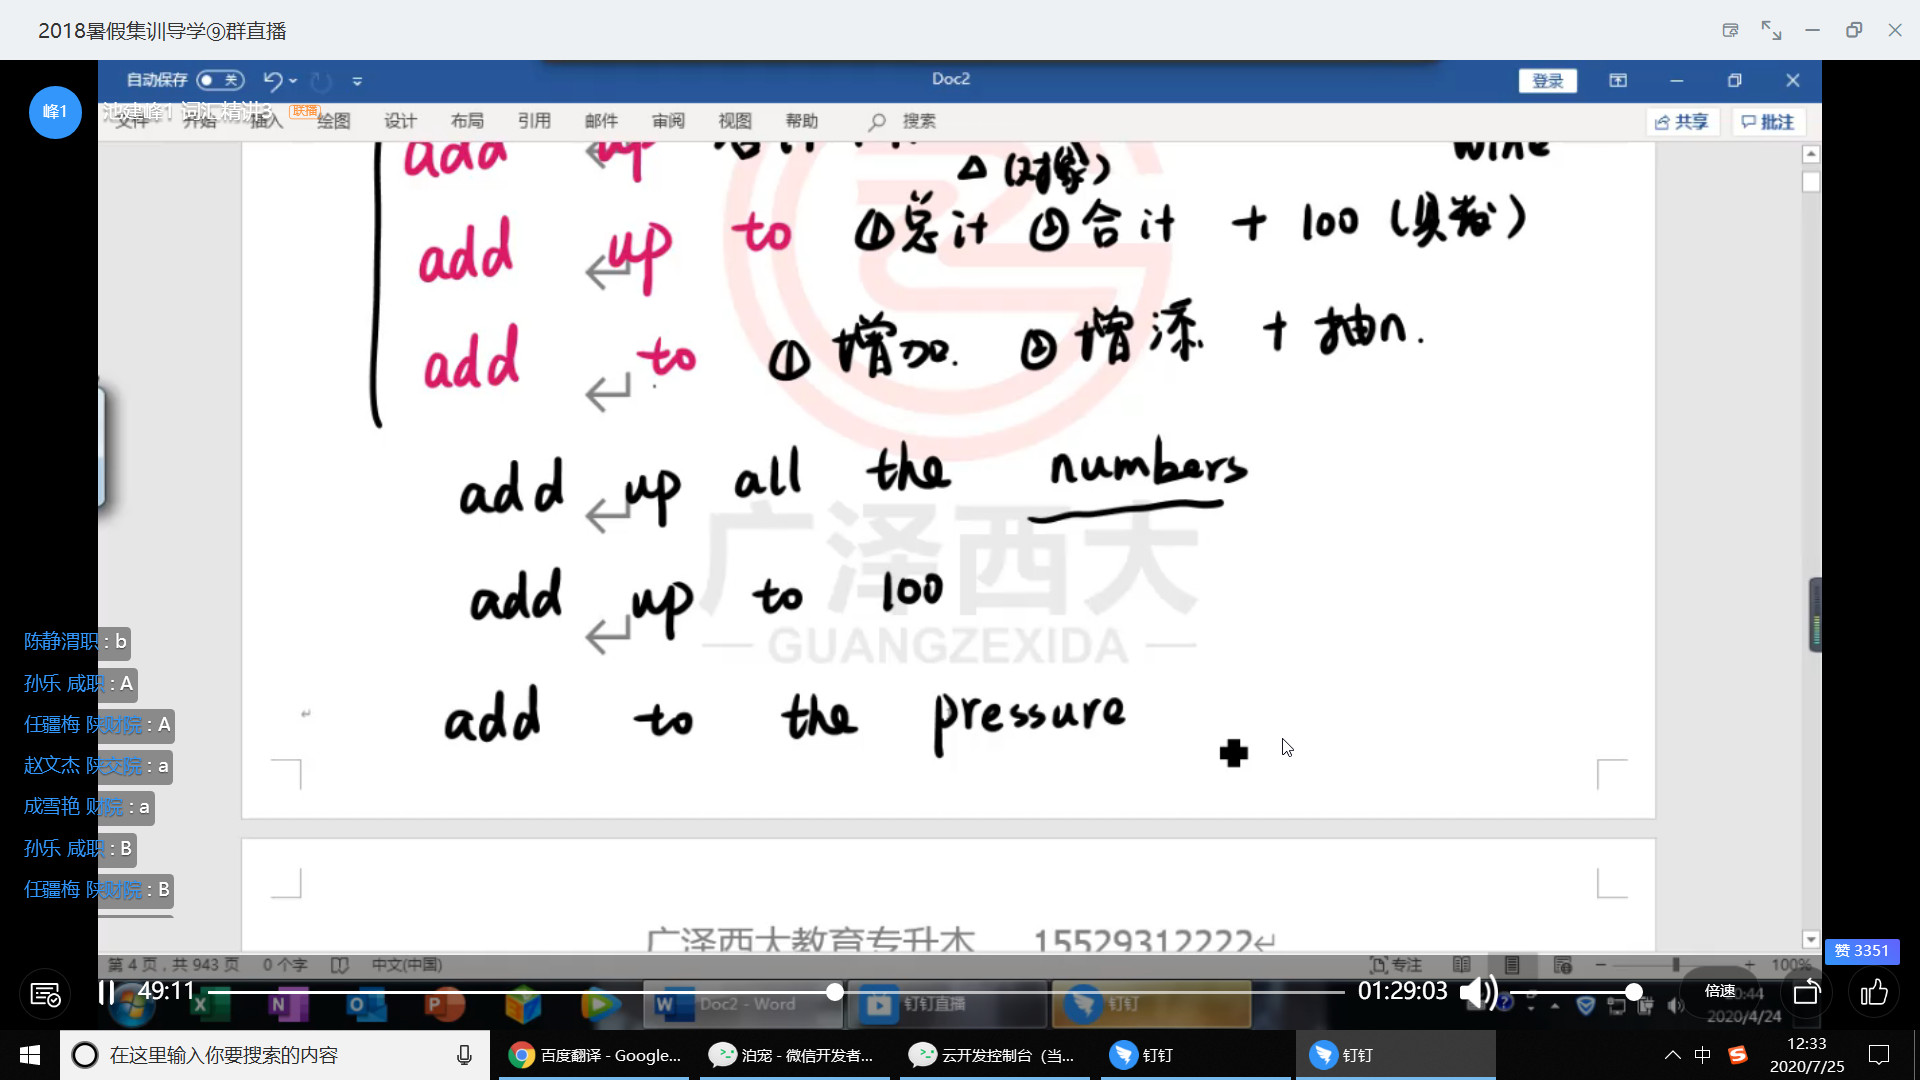 2018暑假集训导学⑨群直播
自动保存 关
Doc2
登录
峰1
池建峰1 词汇精讲3 联播
文件 开始 插入 绘图 设计 布局 引用 邮件 审阅 视图 帮助 搜索
共享 批注
add up 合计
wine
△ (对象)
add up to ①总计 ②合计 + 100 (具数)
add to ①增加. ②增添 + 抽n.
add up all the numbers
add up to 100
add to the pressure
广泽西大
GUANGZEXIDA
陈静渭职 : b
孙乐 咸职 : A
任疆梅 陕财院 : A
赵文杰 陕交院 : a
成雪艳 财院 : a
孙乐 咸职 : B
任疆梅 陕财院 : B
广泽西大教育专升本 15529312222
赞 3351
第 4 页，共 943 页 0 个字 中文(中国)
专注 100%
49:11
01:29:03
倍速
Doc2 - Word
钉钉直播
钉钉
2020/4/24
在这里输入你要搜索的内容
百度翻译 - Google...
泊宠 - 微信开发者...
云开发控制台（当...
钉钉
钉钉
中
12:33
2020/7/25